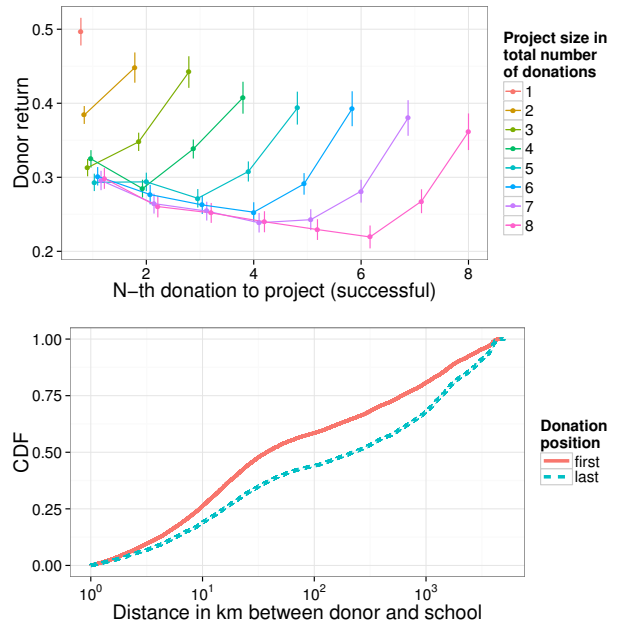 0.5
0.4
0.3
0.2
Donor return
2
4
6
8
N−th donation to project (successful)
Project size in
total number
of donations
1
2
3
4
5
6
7
8
1.00
0.75
0.50
0.25
0.00
CDF
10^0
10^1
10^2
10^3
Distance in km between donor and school
Donation
position
first
last